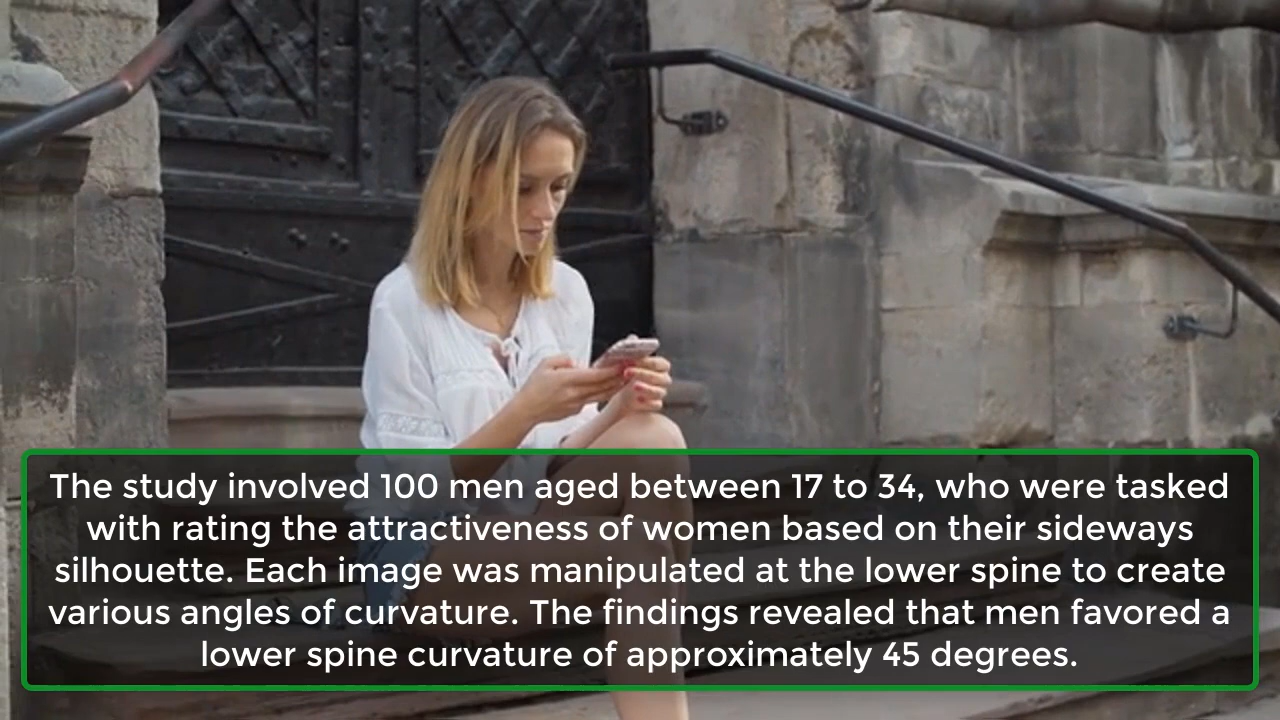 The study involved 100 men aged between 17 to 34, who were tasked
with rating the attractiveness of women based on their sideways
silhouette. Each image was manipulated at the lower spine to create
various angles of curvature. The findings revealed that men favored a
lower spine curvature of approximately 45 degrees.